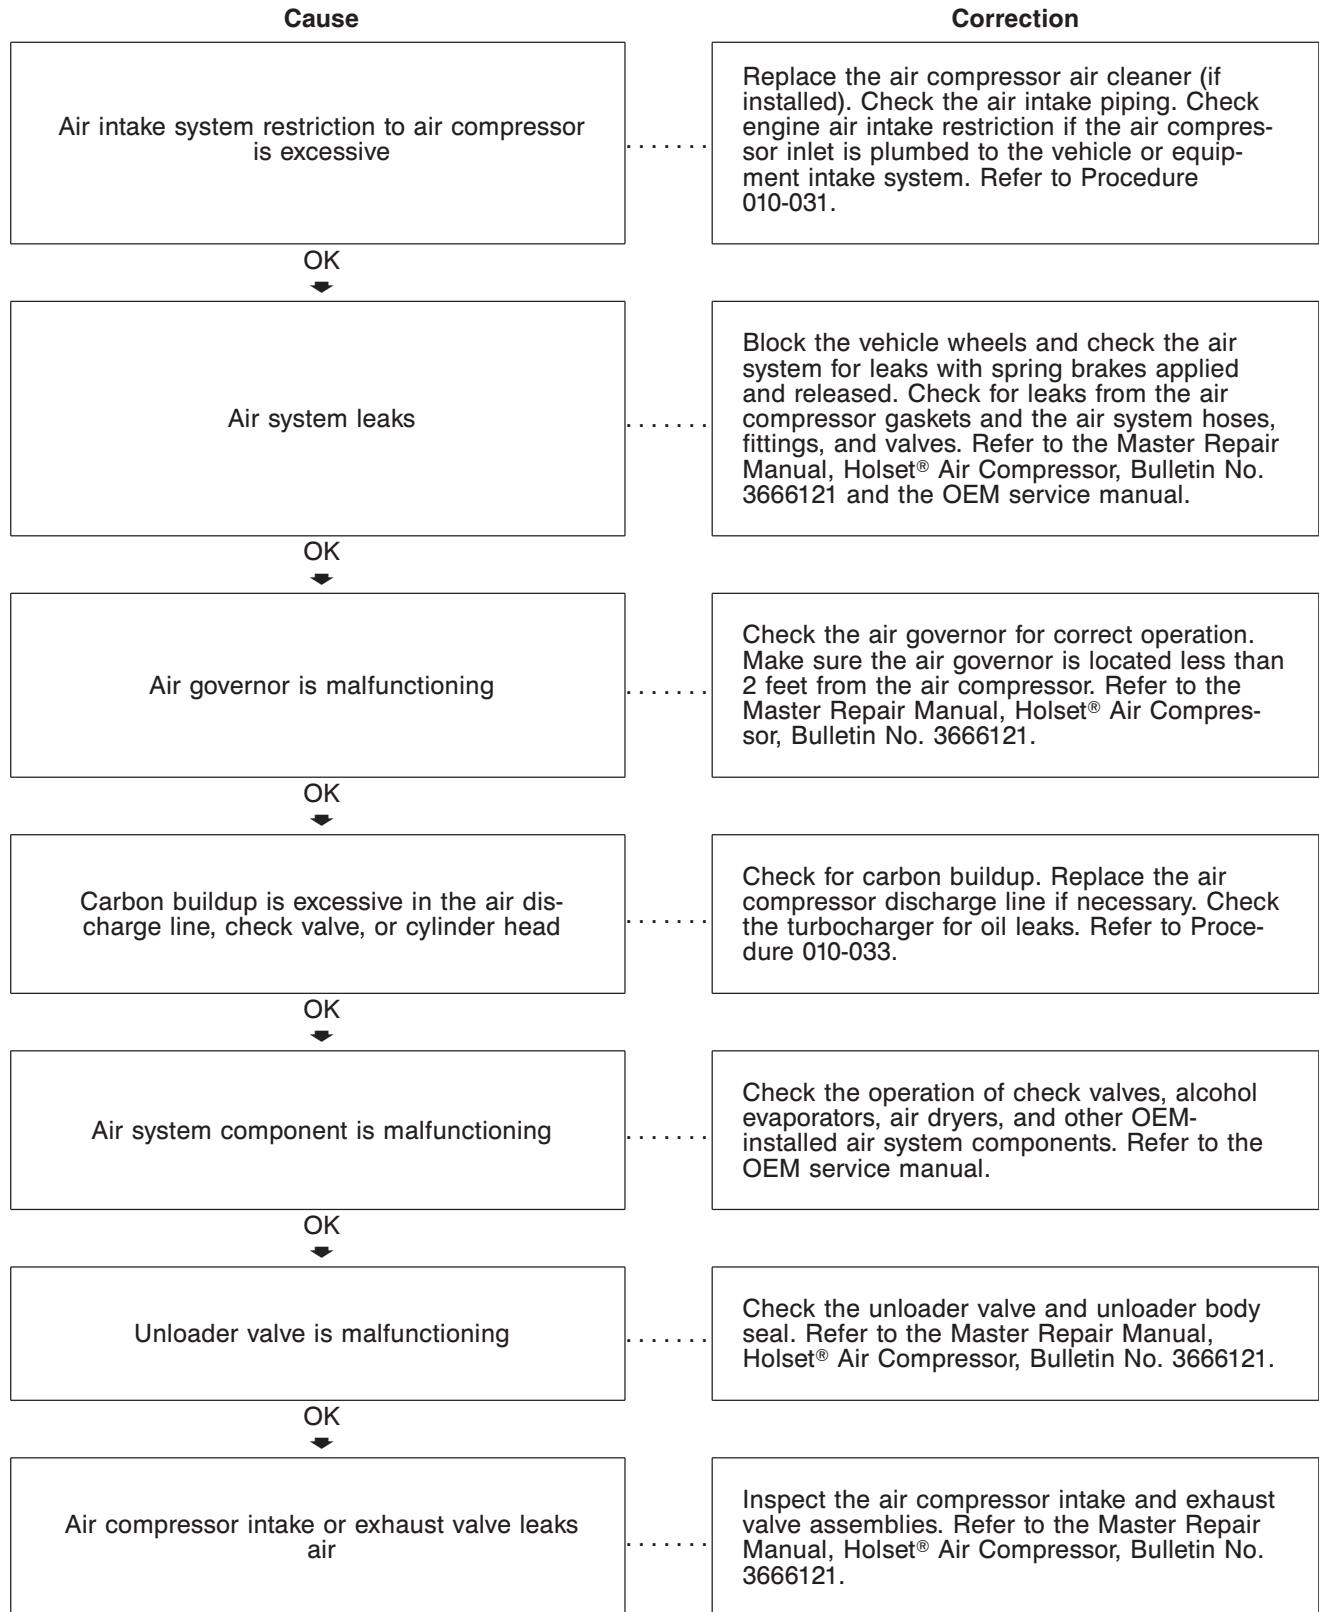 Cause
Correction
Air intake system restriction to air compressor
is excessive
. . . . . . .
Replace the air compressor air cleaner (if
installed). Check the air intake piping. Check
engine air intake restriction if the air compres-
sor inlet is plumbed to the vehicle or equip-
ment intake system. Refer to Procedure
010-031.
OK
Air system leaks
. . . . . . .
Block the vehicle wheels and check the air
system for leaks with spring brakes applied
and released. Check for leaks from the air
compressor gaskets and the air system hoses,
fittings, and valves. Refer to the Master Repair
Manual, Holset® Air Compressor, Bulletin No.
3666121 and the OEM service manual.
OK
Air governor is malfunctioning
. . . . . . .
Check the air governor for correct operation.
Make sure the air governor is located less than
2 feet from the air compressor. Refer to the
Master Repair Manual, Holset® Air Compres-
sor, Bulletin No. 3666121.
OK
Carbon buildup is excessive in the air dis-
charge line, check valve, or cylinder head
. . . . . . .
Check for carbon buildup. Replace the air
compressor discharge line if necessary. Check
the turbocharger for oil leaks. Refer to Proce-
dure 010-033.
OK
Air system component is malfunctioning
. . . . . . .
Check the operation of check valves, alcohol
evaporators, air dryers, and other OEM-
installed air system components. Refer to the
OEM service manual.
OK
Unloader valve is malfunctioning
. . . . . . .
Check the unloader valve and unloader body
seal. Refer to the Master Repair Manual,
Holset® Air Compressor, Bulletin No. 3666121.
OK
Air compressor intake or exhaust valve leaks
air
. . . . . . .
Inspect the air compressor intake and exhaust
valve assemblies. Refer to the Master Repair
Manual, Holset® Air Compressor, Bulletin No.
3666121.